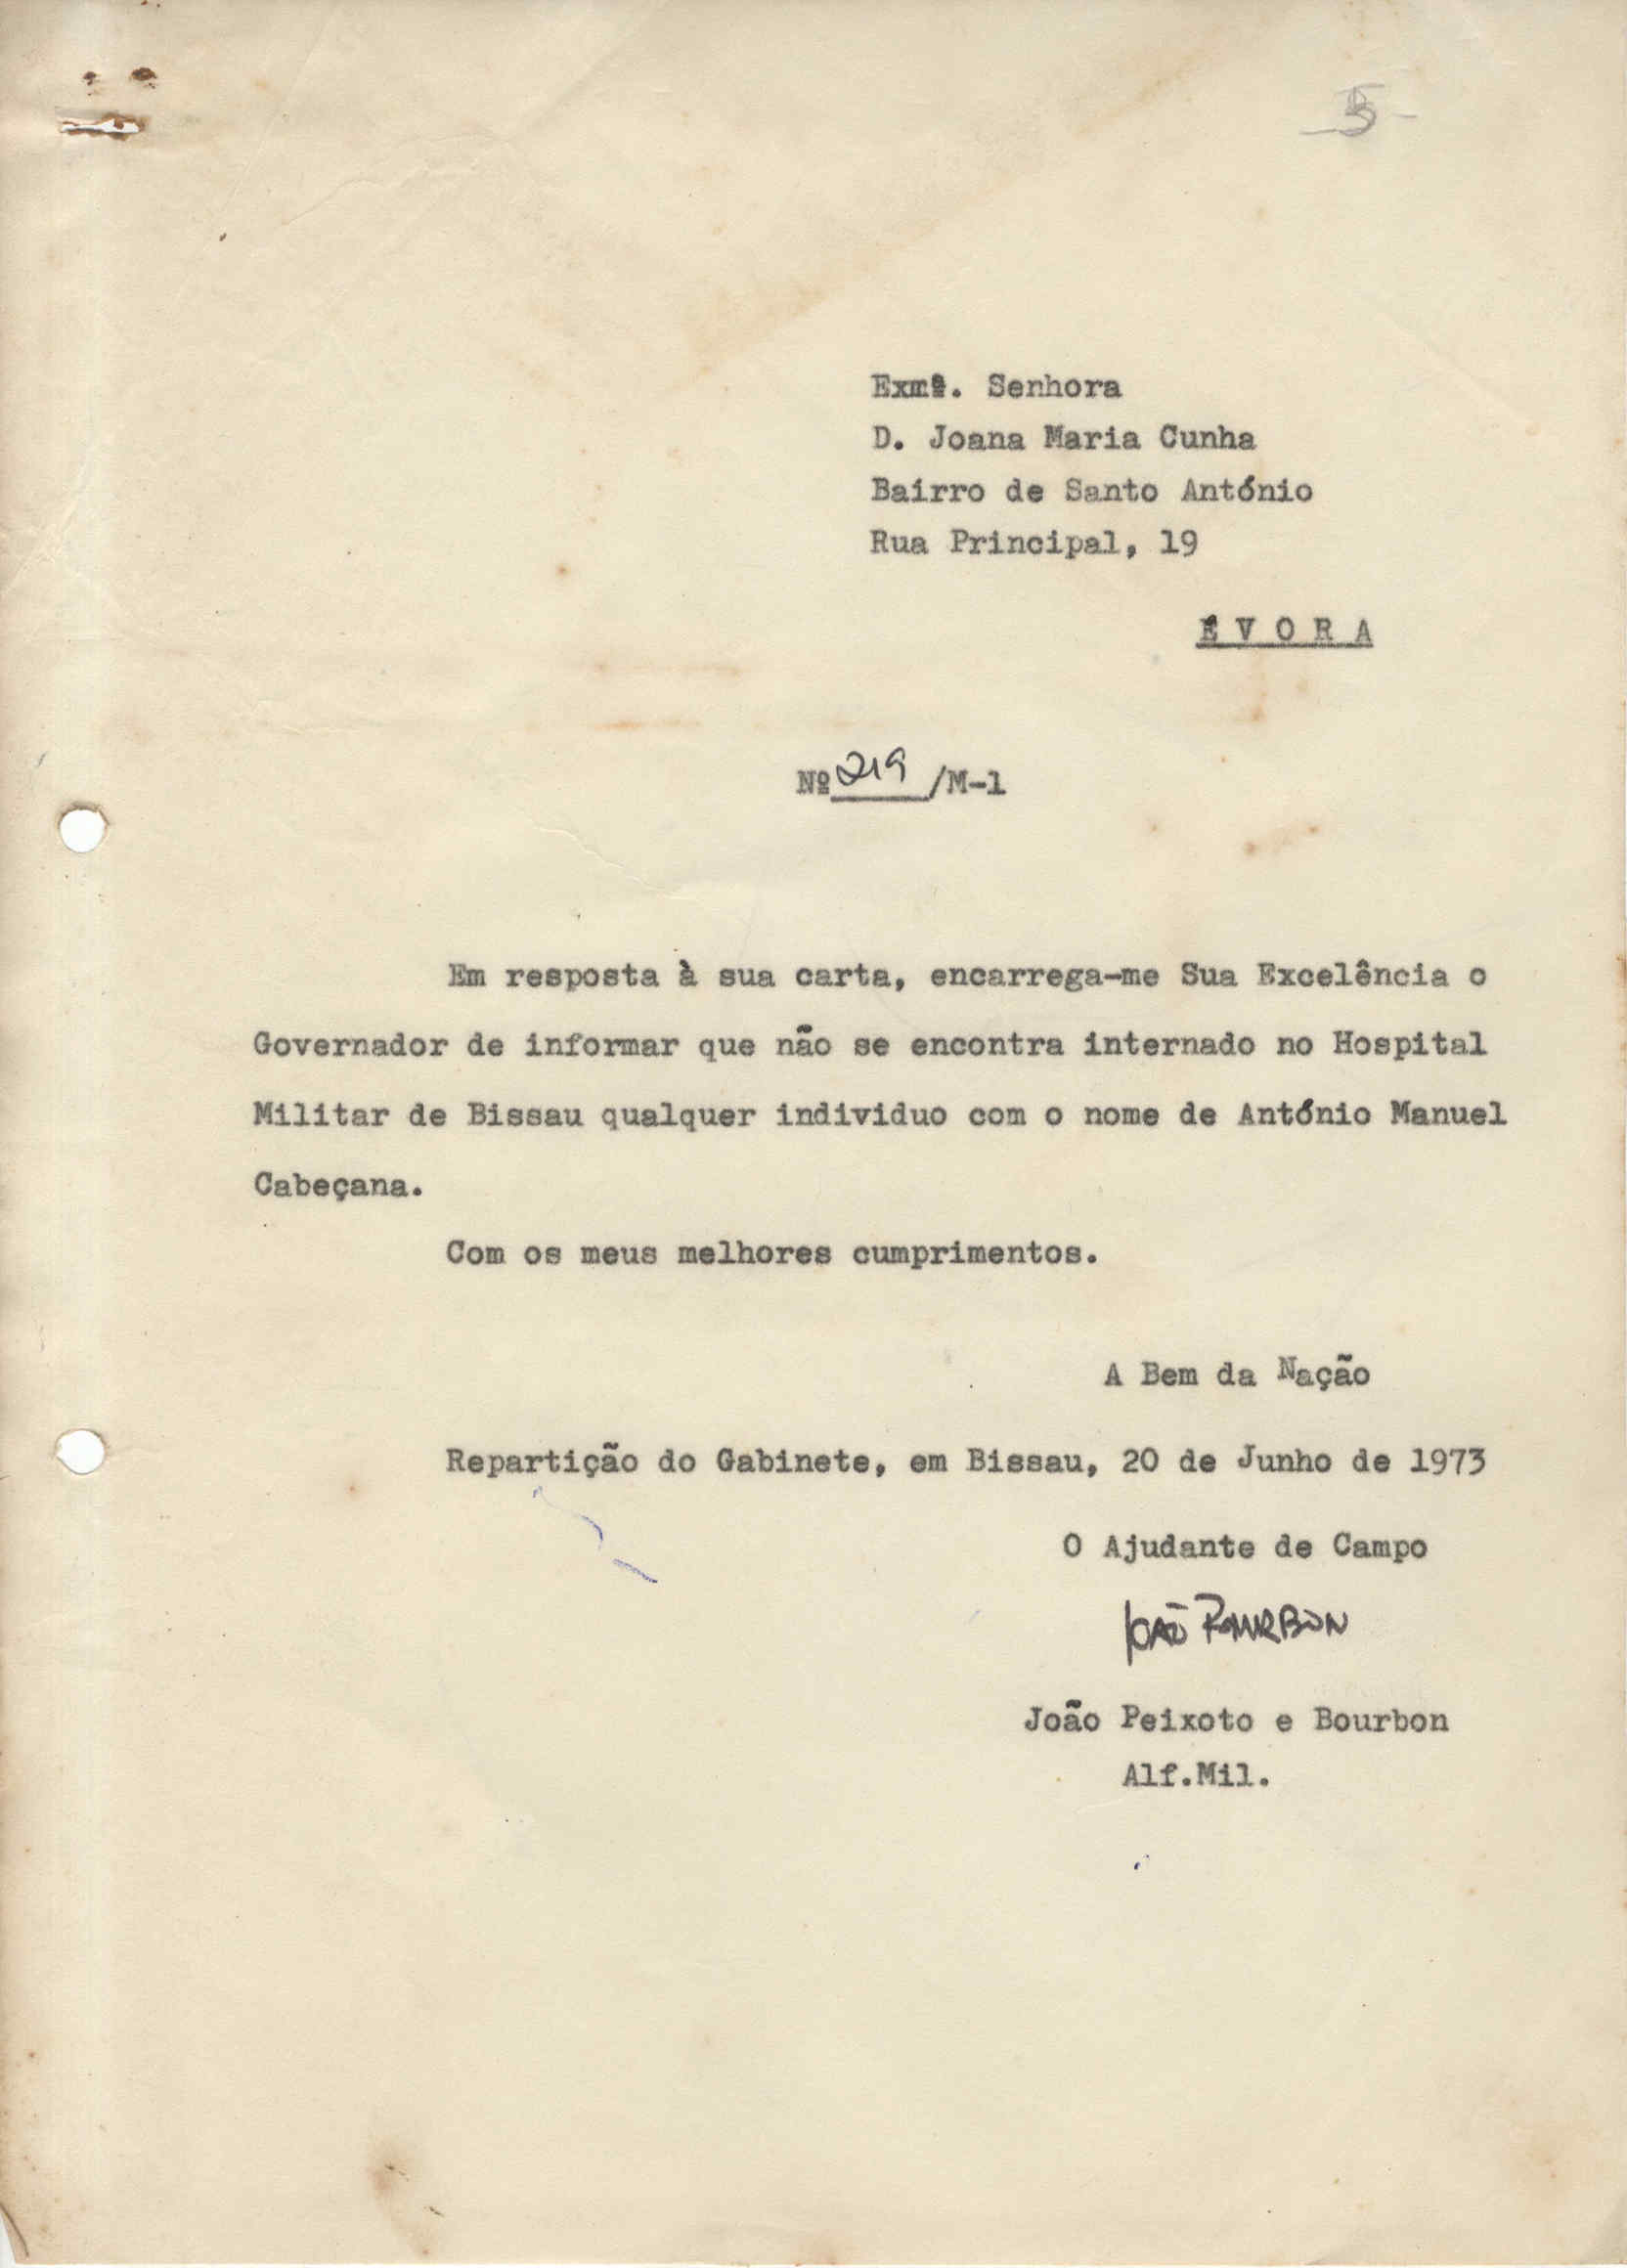 5
Exmª. Senhora
D. Joana Maria Cunha
Bairro de Santo António
Rua Principal, 19
É V O R A
Nº 219 /M-1
Em resposta à sua carta, encarrega-me Sua Excelência o
Governador de informar que não se encontra internado no Hospital
Militar de Bissau qualquer individuo com o nome de António Manuel
Cabeçana.
Com os meus melhores cumprimentos.
A Bem da Nação
Repartição do Gabinete, em Bissau, 20 de Junho de 1973
O Ajudante de Campo
João Bourbon
João Peixoto e Bourbon
Alf.Mil.